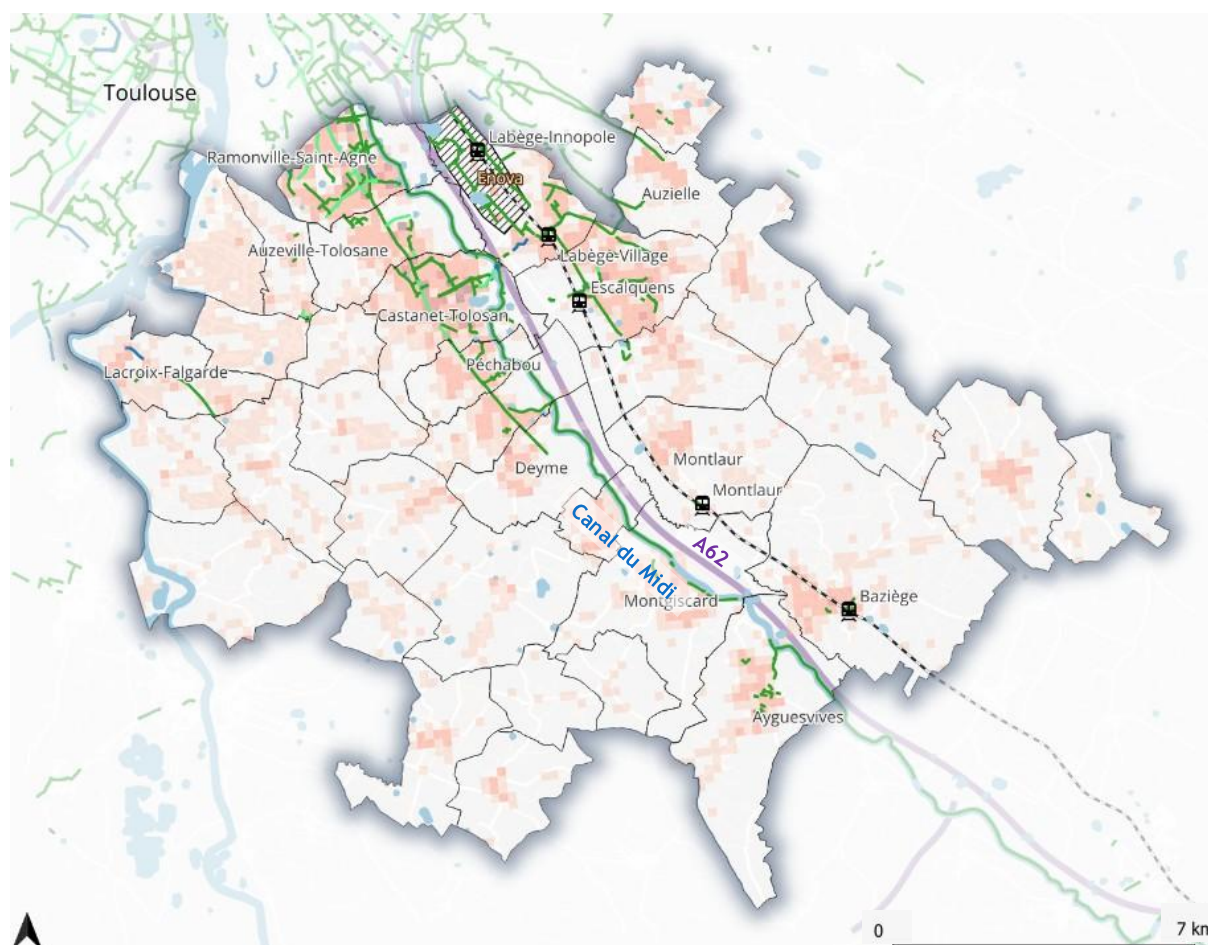 Toulouse
Labège-Innopole
Ramonville-Saint-Agne
Enova
Auzielle
Auzeville-Tolosane
Labège-Village
Escalquens
Castanet-Tolosan
Péchabou
Lacroix-Falgarde
Montlaur
Deyme
Montlaur
Canal du Midi
A62
Montgiscard
Baziège
Ayguesvives
0
7 km